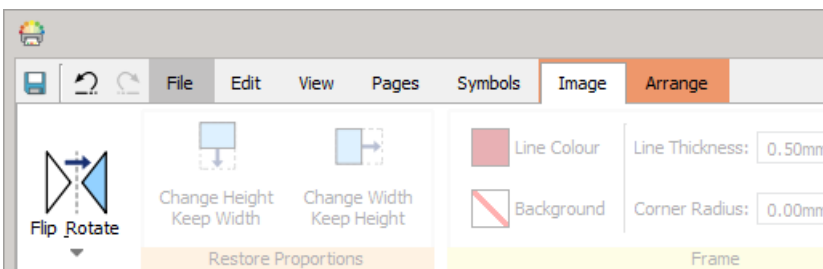 File Edit View Pages Symbols Image Arrange
Flip Rotate
Change Height
Keep Width
Change Width
Keep Height
Restore Proportions
Line Colour
Background
Line Thickness: 0.50mm
Corner Radius: 0.00mm
Frame